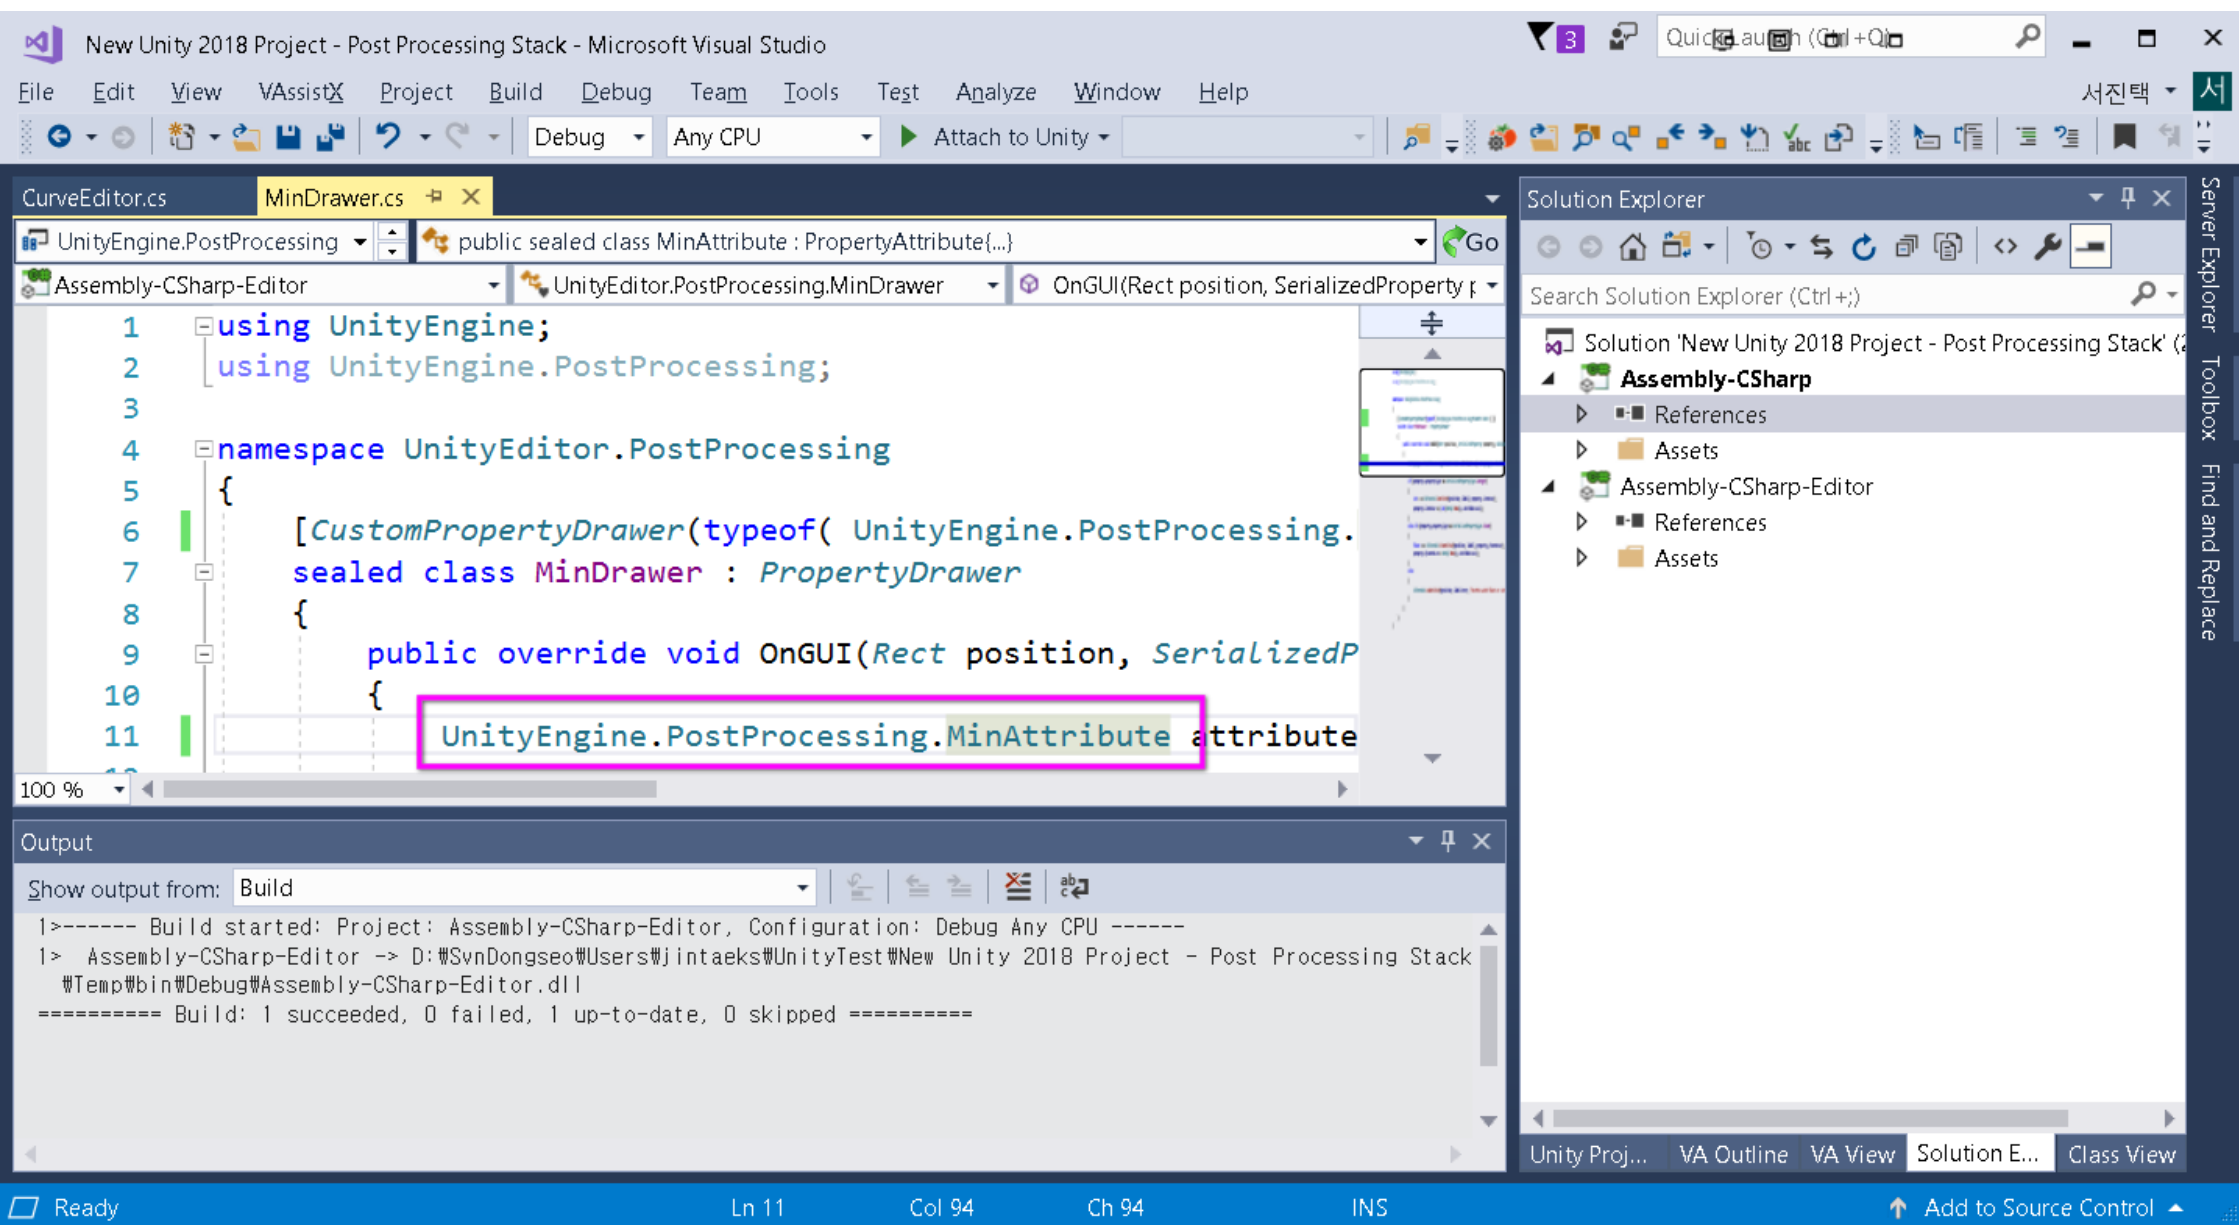 New Unity 2018 Project - Post Processing Stack - Microsoft Visual Studio
3
File Edit View VAssistX Project Build Debug Team Tools Test Analyze Window Help
서진택
서
Debug
Any CPU
Attach to Unity
CurveEditor.cs
MinDrawer.cs
UnityEngine.PostProcessing
public sealed class MinAttribute : PropertyAttribute{...}
Go
Assembly-CSharp-Editor
UnityEditor.PostProcessing.MinDrawer
OnGUI(Rect position, SerializedProperty
1 using UnityEngine;
2 using UnityEngine.PostProcessing;
3
4 namespace UnityEditor.PostProcessing
5 {
6 [CustomPropertyDrawer(typeof( UnityEngine.PostProcessing.
7 sealed class MinDrawer : PropertyDrawer
8 {
9 public override void OnGUI(Rect position, SerializedP
10 {
11 UnityEngine.PostProcessing.MinAttribute attribute
100 %
Output
Show output from: Build
1>------ Build started: Project: Assembly-CSharp-Editor, Configuration: Debug Any CPU ------
1> Assembly-CSharp-Editor -> D:₩SvnDongseo₩Users₩jintaeks₩UnityTest₩New Unity 2018 Project - Post Processing Stack
₩Temp₩bin₩Debug₩Assembly-CSharp-Editor.dll
========== Build: 1 succeeded, 0 failed, 1 up-to-date, 0 skipped ==========
Solution Explorer
Search Solution Explorer (Ctrl+;)
Solution 'New Unity 2018 Project - Post Processing Stack' (
Assembly-CSharp
References
Assets
Assembly-CSharp-Editor
References
Assets
Unity Proj... VA Outline VA View Solution E... Class View
Server Explorer
Toolbox
Find and Replace
Ready
Ln 11
Col 94
Ch 94
INS
Add to Source Control